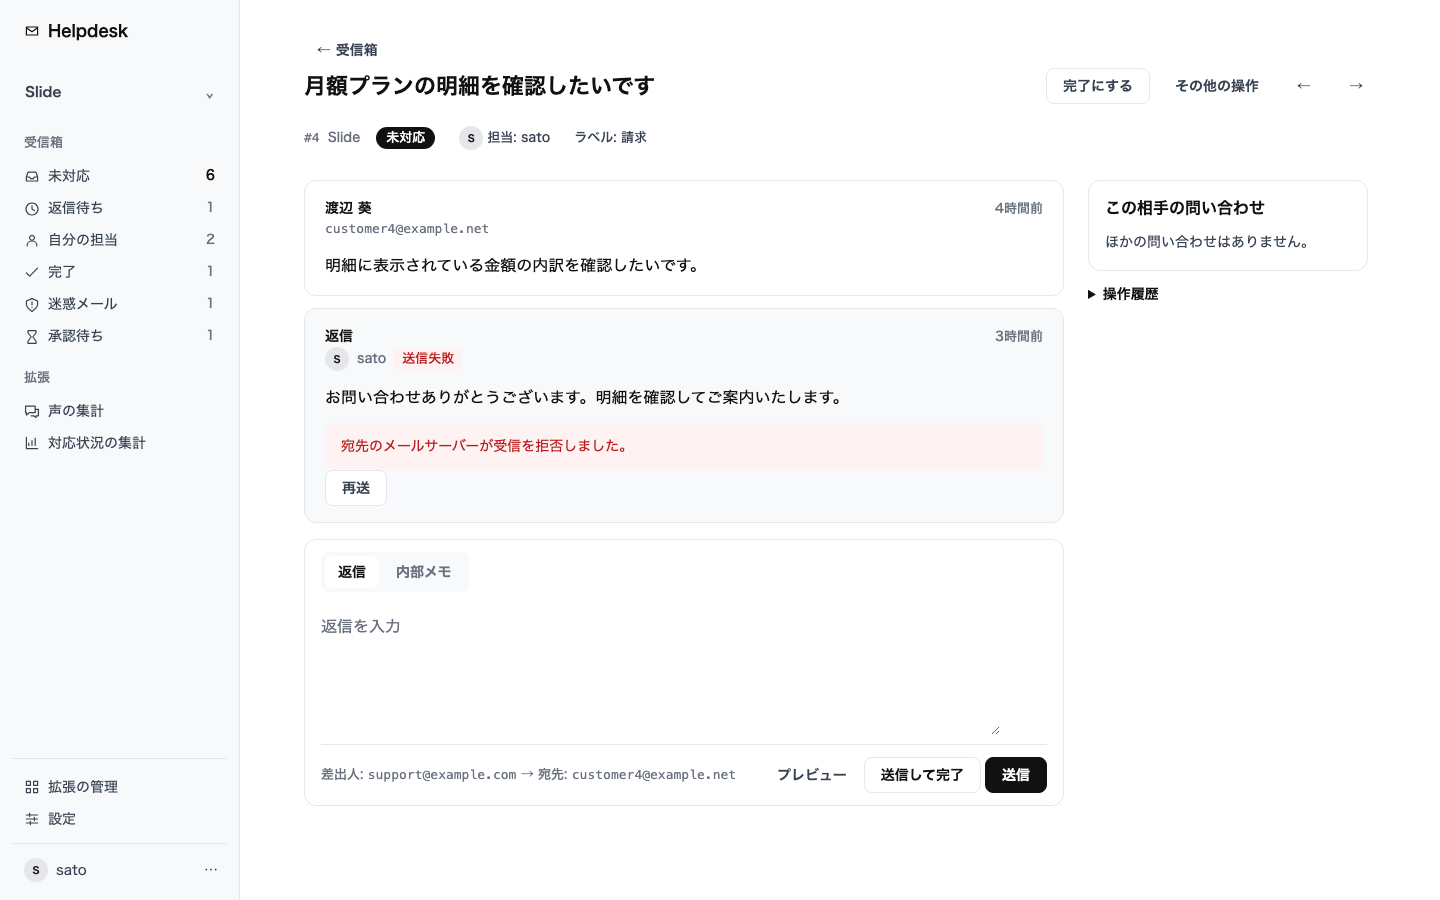 Helpdesk
Slide
受信箱
未対応 6
返信待ち 1
自分の担当 2
完了 1
迷惑メール 1
承認待ち 1
拡張
声の集計
対応状況の集計
拡張の管理
設定
S sato ...
← 受信箱
月額プランの明細を確認したいです
完了にする その他の操作 ← →
#4 Slide 未対応 S 担当: sato ラベル: 請求
渡辺 葵 4時間前
customer4@example.net
明細に表示されている金額の内訳を確認したいです。
返信 3時間前
S sato 送信失敗
お問い合わせありがとうございます。明細を確認してご案内いたします。
宛先のメールサーバーが受信を拒否しました。
再送
返信 内部メモ
返信を入力
差出人: support@example.com → 宛先: customer4@example.net プレビュー 送信して完了 送信
この相手の問い合わせ
ほかの問い合わせはありません。
▶ 操作履歴